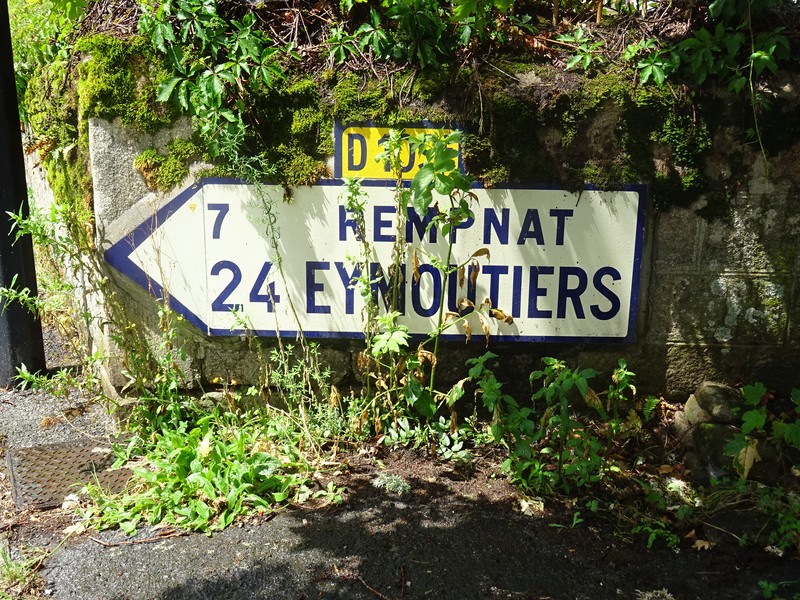 D
7 REMPNAT
24 EYMOUTIERS